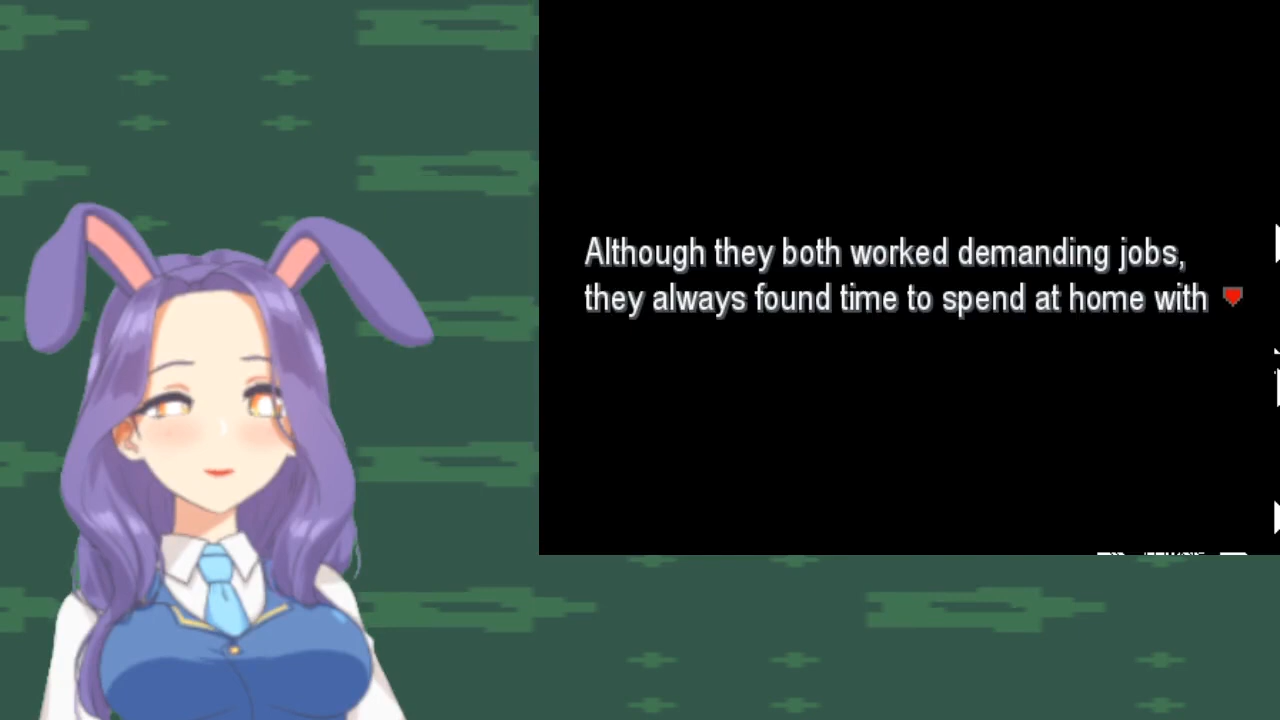 Although they both worked demanding jobs,
they always found time to spend at home with